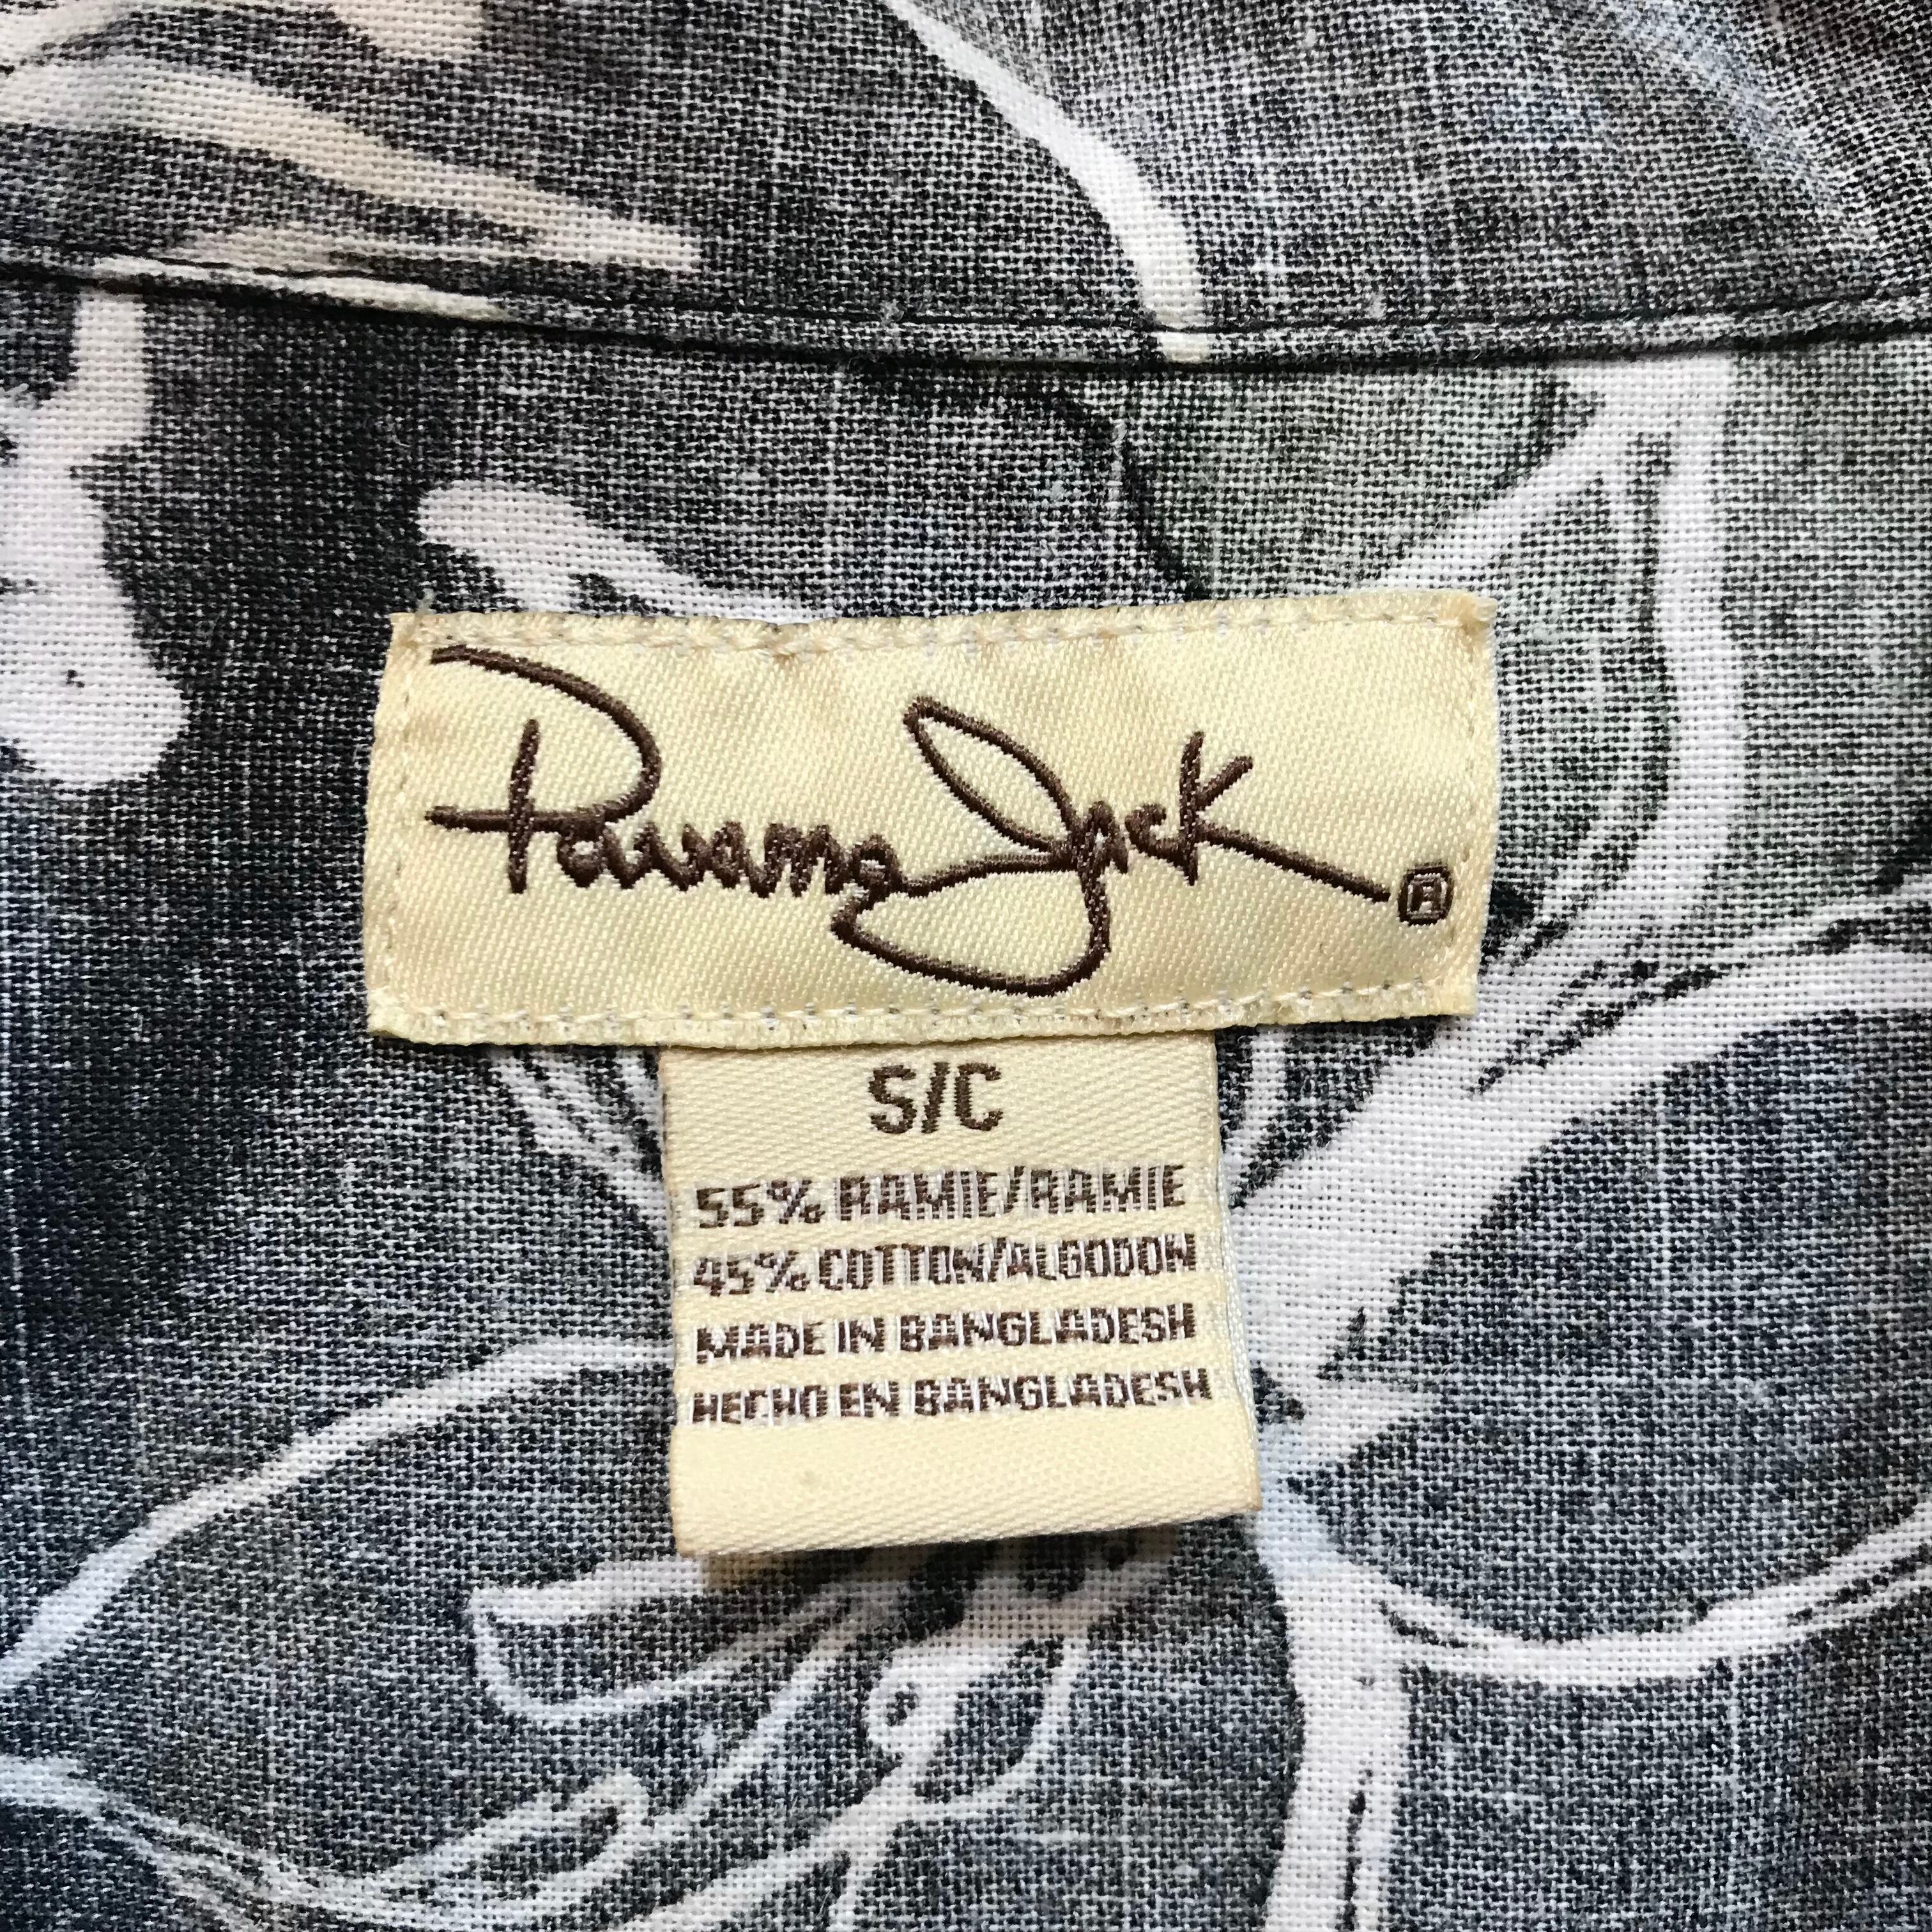 Panama Jack ®
S/C
55% RAMIE/RAMIE
45% COTTON/ALGODON
MADE IN BANGLADESH
HECHO EN BANGLADESH